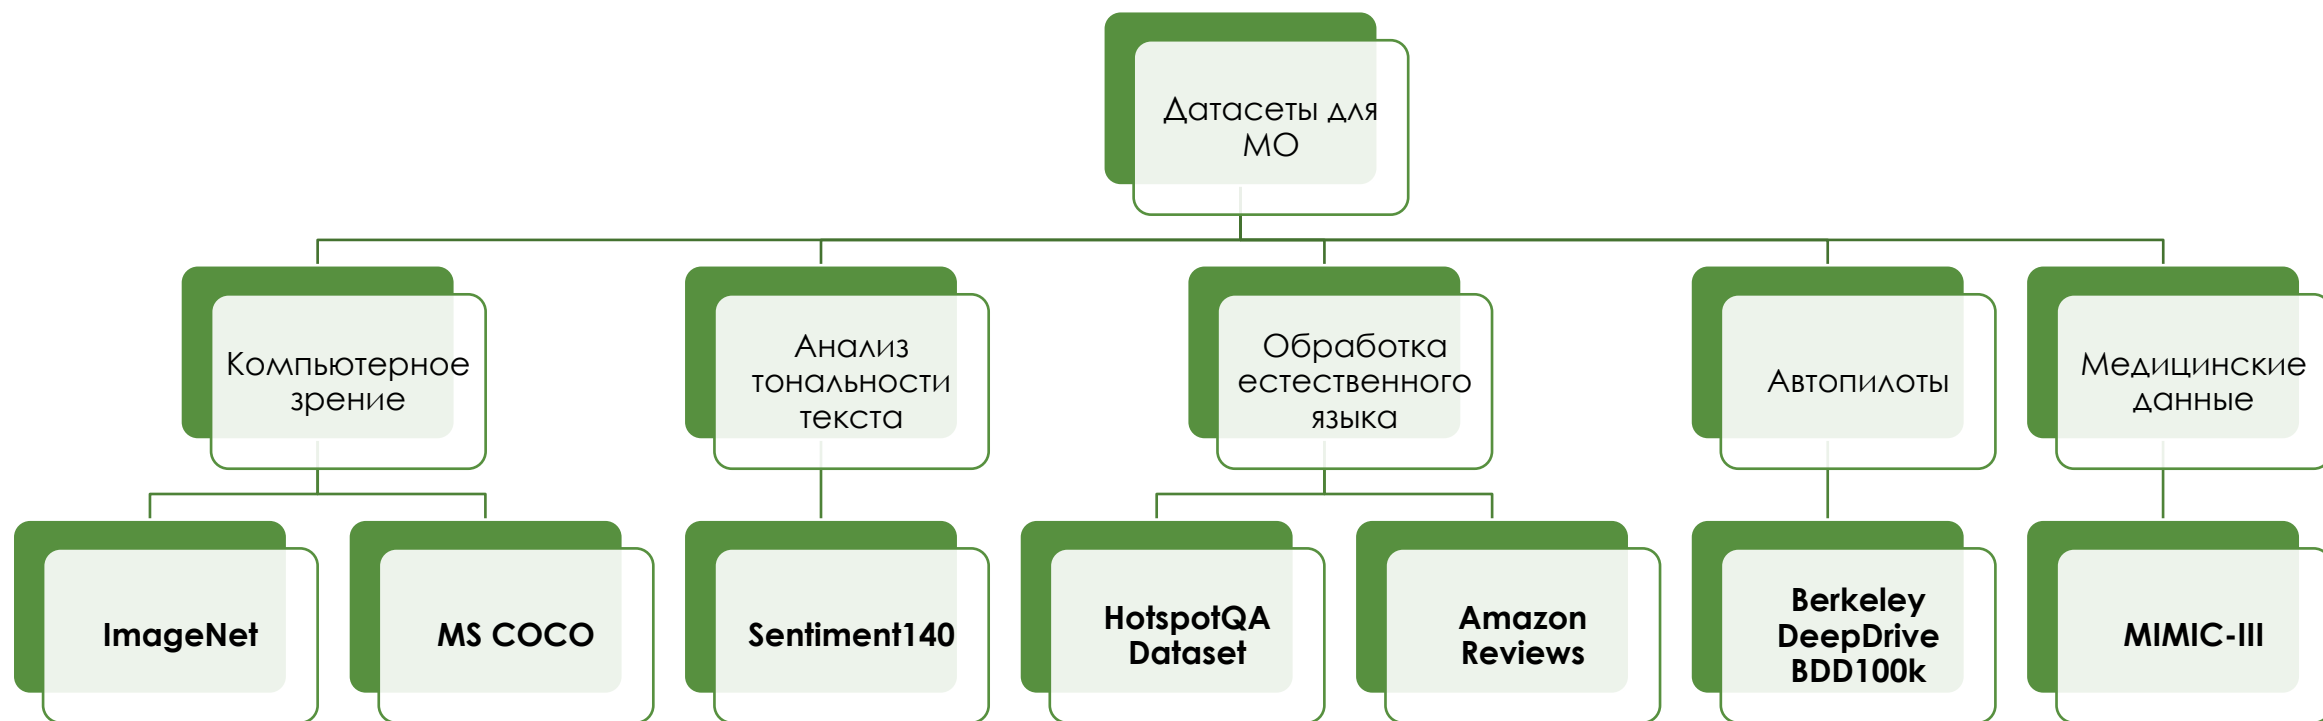 Датасеты для
МО
Компьютерное
зрение
Анализ
тональности
текста
Обработка
естественного
языка
Автопилоты
Медицинские
данные
ImageNet
MS COCO
Sentiment140
HotspotQA
Dataset
Amazon
Reviews
Berkeley
DeepDrive
BDD100k
MIMIC-III